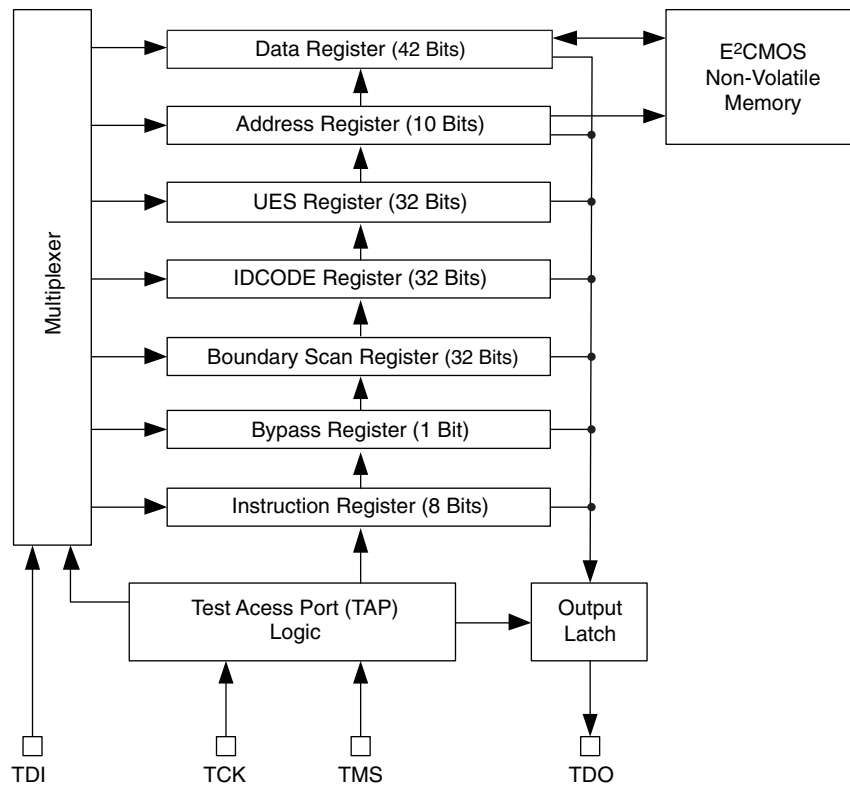 Data Register (42 Bits)
E²CMOS
Non-Volatile
Memory
Address Register (10 Bits)
UES Register (32 Bits)
IDCODE Register (32 Bits)
Multiplexer
Boundary Scan Register (32 Bits)
Bypass Register (1 Bit)
Instruction Register (8 Bits)
Test Acess Port (TAP)
Logic
Output
Latch
TDI
TCK
TMS
TDO